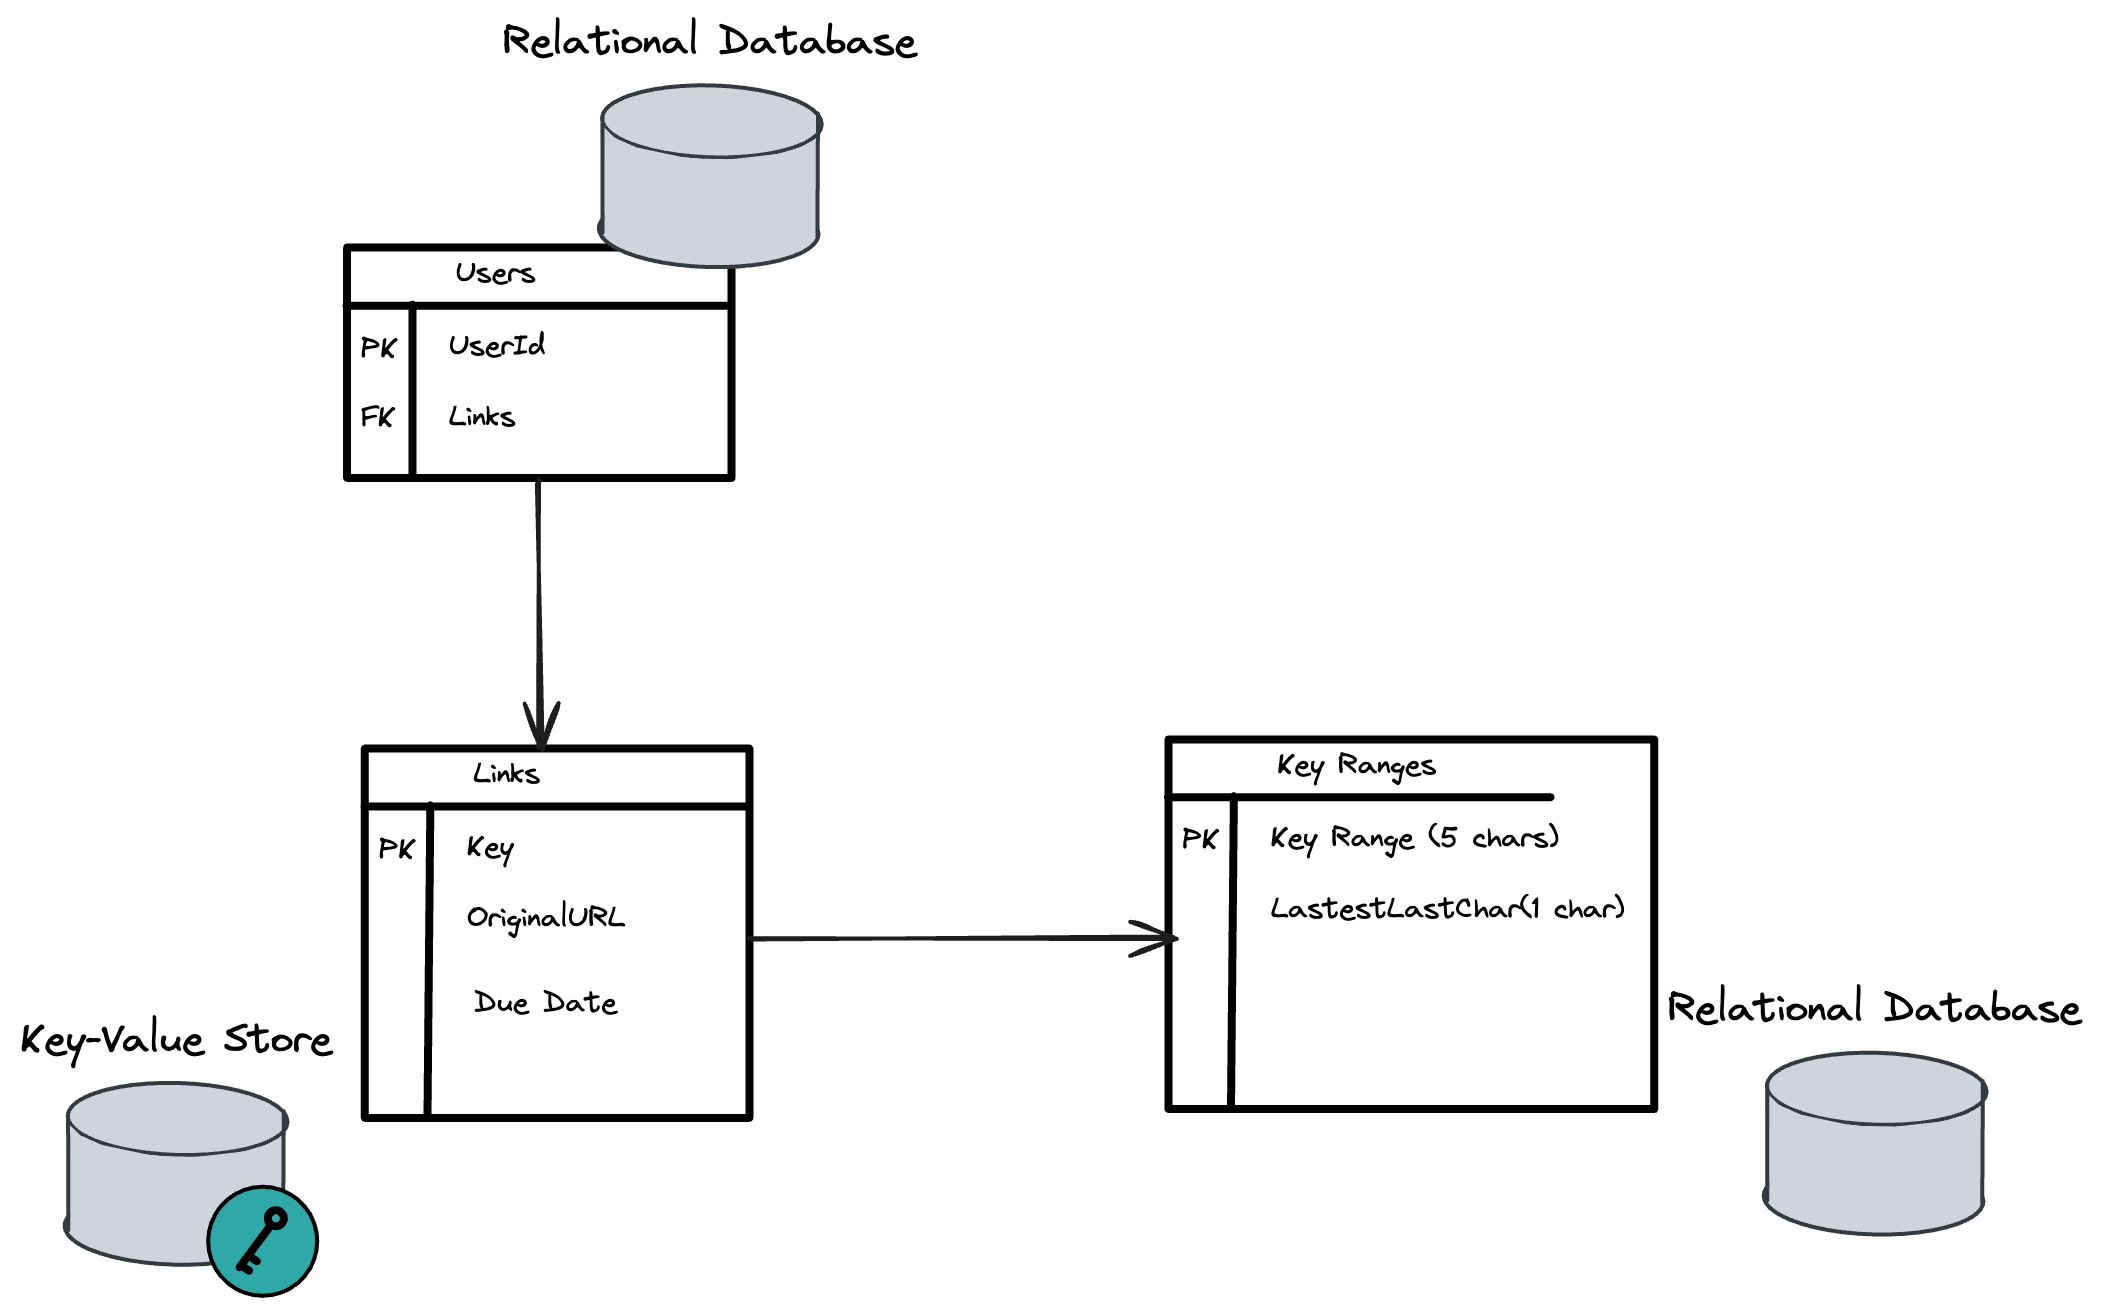 Relational Database
Users
PK UserId
FK Links
Links
PK Key
OriginalURL
Due Date
Key-Value Store
Key Ranges
PK Key Range (5 chars)
LastestLastChar(1 char)
Relational Database